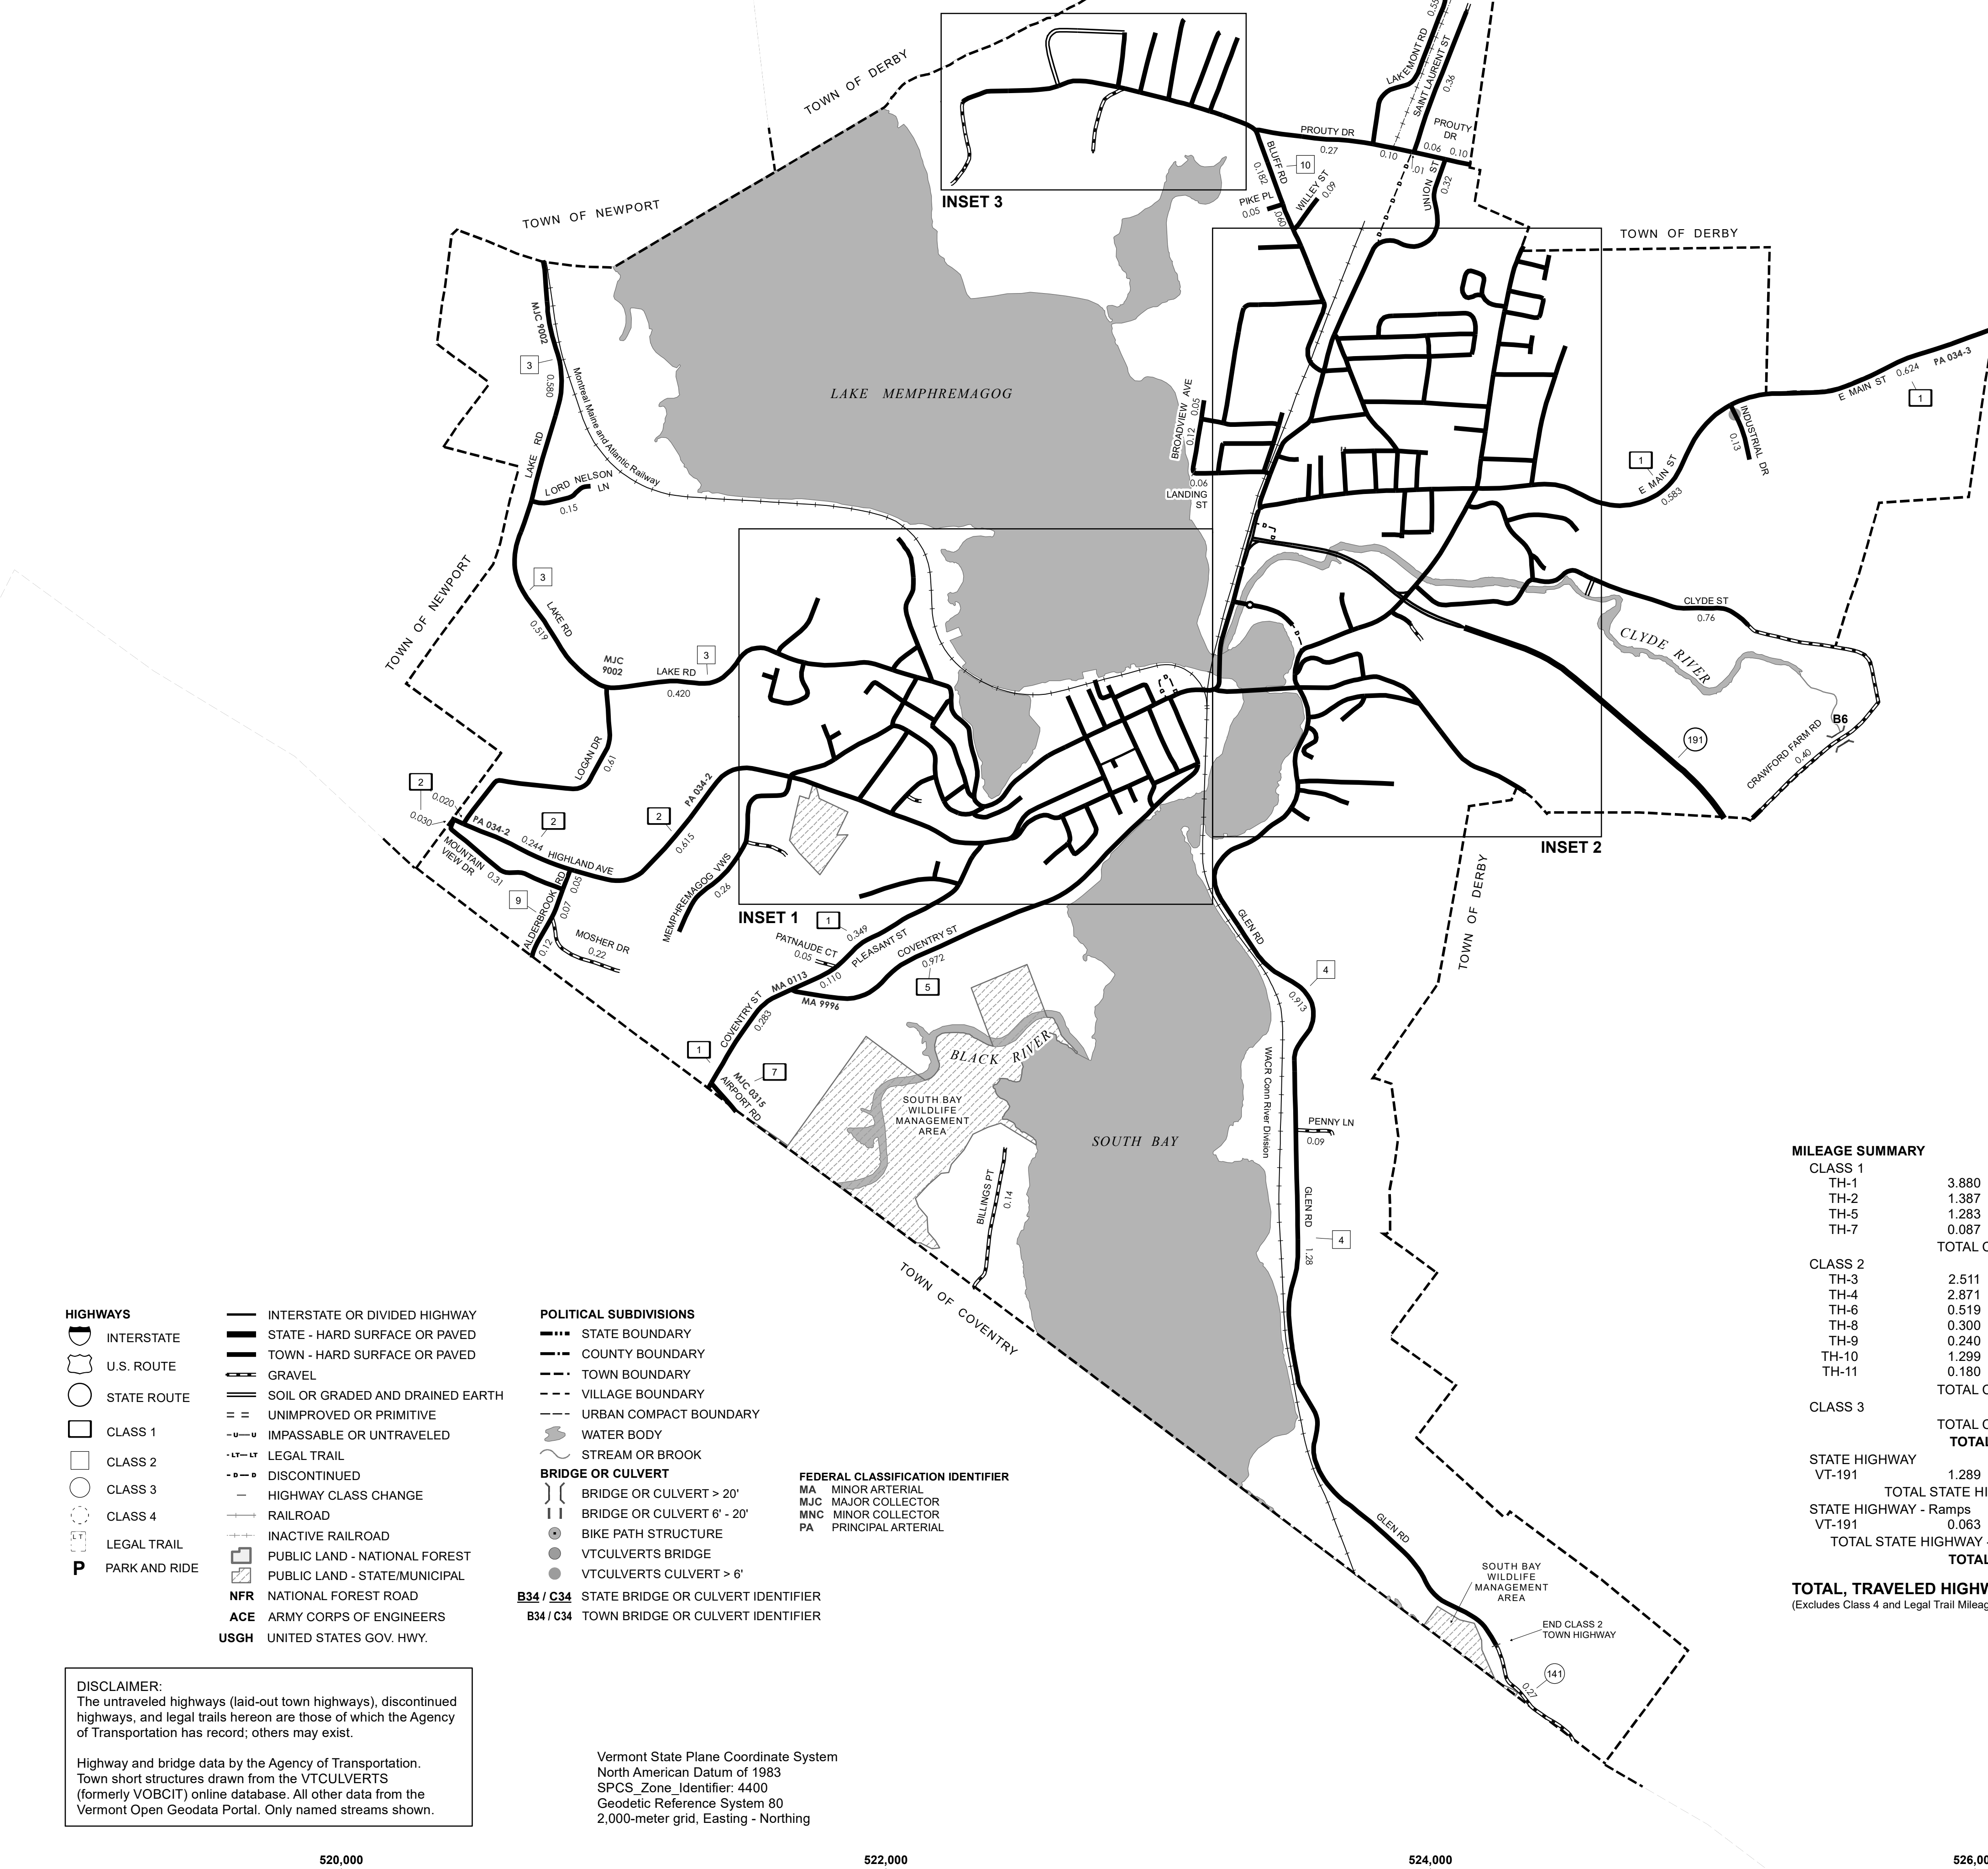 TOWN OF DERBY
INSET 3
LAKEMONT RD
0.55
SAINT LAURENT ST
0.36
PROUTY DR
0.27
0.10
PROUTY
DR
0.06
0.10
.01
UNION ST
0.32
BLUFF RD
0.182
10
WILLEY ST
0.09
PIKE PL
0.05
.060
TOWN OF NEWPORT
TOWN OF DERBY
MJC 9002
3
0.580
Montreal Maine and Atlantic Railway
LAKE MEMPHREMAGOG
LAKE RD
LORD NELSON
LN
0.15
BROADVIEW AVE
0.05
0.12
0.06
LANDING
ST
E MAIN ST
0.624
PA 034-3
1
INDUSTRIAL DR
0.13
1
E MAIN ST
0.583
TOWN OF NEWPORT
3
LAKE RD
0.519
MJC
9002
LAKE RD
3
0.420
CLYDE ST
0.76
CLYDE RIVER
B6
CRAWFORD FARM RD
0.40
191
LOGAN DR
0.61
2
0.020
0.030
PA 034-2
2
0.244
HIGHLAND AVE
2
PA 034-2
0.615
MOUNTAIN
VIEW DR
0.31
9
ALDERBROOK RD
0.05
0.07
0.12
MOSHER DR
0.22
MEMPHREMAGOG VWS
0.26
INSET 1
INSET 2
1
0.349
PLEASANT ST
PATNAUDE CT
0.05
COVENTRY ST
0.972
5
MA 0113
0.110
MA 9996
COVENTRY ST
0.283
1
MJC 0315
AIRPORT RD
7
GLEN RD
4
0.913
TOWN OF DERBY
BLACK RIVER
SOUTH BAY
WILDLIFE
MANAGEMENT
AREA
SOUTH BAY
WACR Conn River Division
PENNY LN
0.09
BILLINGS PT
0.14
GLEN RD
4
1.28
TOWN OF COVENTRY
GLEN RD
SOUTH BAY
WILDLIFE
MANAGEMENT
AREA
END CLASS 2
TOWN HIGHWAY
141
0.27
MILEAGE SUMMARY
CLASS 1
TH-1 3.880
TH-2 1.387
TH-5 1.283
TH-7 0.087
TOTAL C
CLASS 2
TH-3 2.511
TH-4 2.871
TH-6 0.519
TH-8 0.300
TH-9 0.240
TH-10 1.299
TH-11 0.180
TOTAL C
CLASS 3
TOTAL C
TOTAL
STATE HIGHWAY
VT-191 1.289
TOTAL STATE HI
STATE HIGHWAY - Ramps
VT-191 0.063
TOTAL STATE HIGHWAY -
TOTAL
TOTAL, TRAVELED HIGHW
(Excludes Class 4 and Legal Trail Mileag
HIGHWAYS
INTERSTATE
U.S. ROUTE
STATE ROUTE
CLASS 1
CLASS 2
CLASS 3
CLASS 4
LT LEGAL TRAIL
P PARK AND RIDE
INTERSTATE OR DIVIDED HIGHWAY
STATE - HARD SURFACE OR PAVED
TOWN - HARD SURFACE OR PAVED
GRAVEL
SOIL OR GRADED AND DRAINED EARTH
UNIMPROVED OR PRIMITIVE
U U IMPASSABLE OR UNTRAVELED
LT LT LEGAL TRAIL
D D DISCONTINUED
HIGHWAY CLASS CHANGE
RAILROAD
INACTIVE RAILROAD
PUBLIC LAND - NATIONAL FOREST
PUBLIC LAND - STATE/MUNICIPAL
NFR NATIONAL FOREST ROAD
ACE ARMY CORPS OF ENGINEERS
USGH UNITED STATES GOV. HWY.
POLITICAL SUBDIVISIONS
STATE BOUNDARY
COUNTY BOUNDARY
TOWN BOUNDARY
VILLAGE BOUNDARY
URBAN COMPACT BOUNDARY
WATER BODY
STREAM OR BROOK
BRIDGE OR CULVERT
BRIDGE OR CULVERT > 20'
BRIDGE OR CULVERT 6' - 20'
BIKE PATH STRUCTURE
VTCULVERTS BRIDGE
VTCULVERTS CULVERT > 6'
B34 / C34 STATE BRIDGE OR CULVERT IDENTIFIER
B34 / C34 TOWN BRIDGE OR CULVERT IDENTIFIER
FEDERAL CLASSIFICATION IDENTIFIER
MA MINOR ARTERIAL
MJC MAJOR COLLECTOR
MNC MINOR COLLECTOR
PA PRINCIPAL ARTERIAL
DISCLAIMER:
The untraveled highways (laid-out town highways), discontinued
highways, and legal trails hereon are those of which the Agency
of Transportation has record; others may exist.
Highway and bridge data by the Agency of Transportation.
Town short structures drawn from the VTCULVERTS
(formerly VOBCIT) online database. All other data from the
Vermont Open Geodata Portal. Only named streams shown.
Vermont State Plane Coordinate System
North American Datum of 1983
SPCS_Zone_Identifier: 4400
Geodetic Reference System 80
2,000-meter grid, Easting - Northing
520,000
522,000
524,000
526,00